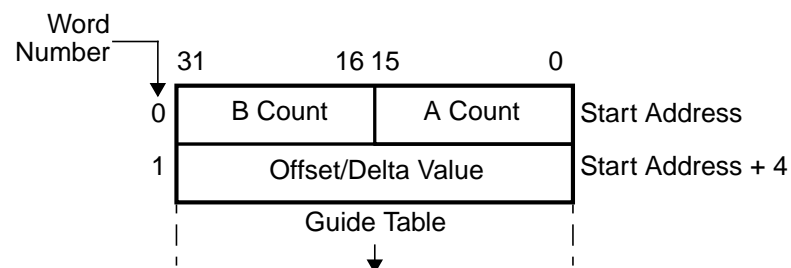 Word
Number
31 16 15 0
0 B Count A Count Start Address
1 Offset/Delta Value Start Address + 4
Guide Table